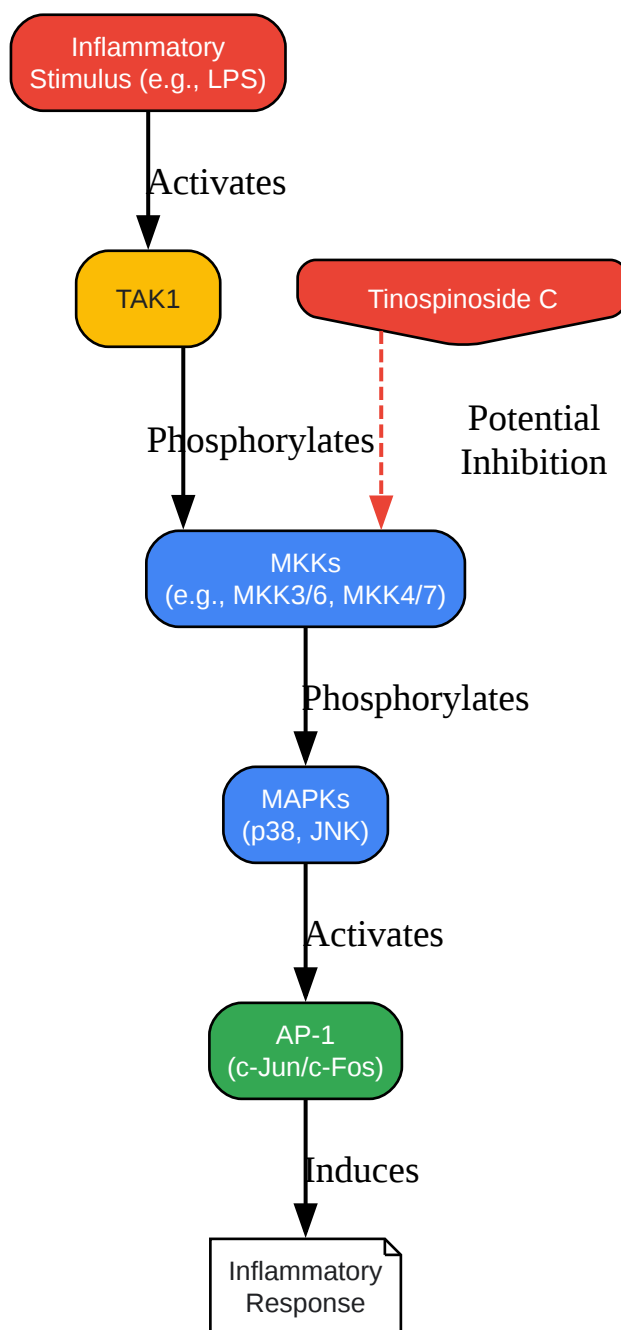 Inflammatory
Stimulus (e.g., LPS)
Activates
TAK1
Tinospinoside C
Phosphorylates
Potential
Inhibition
MKKs
(e.g., MKK3/6, MKK4/7)
Phosphorylates
MAPKs
(p38, JNK)
Activates
AP-1
(c-Jun/c-Fos)
Induces
Inflammatory
Response